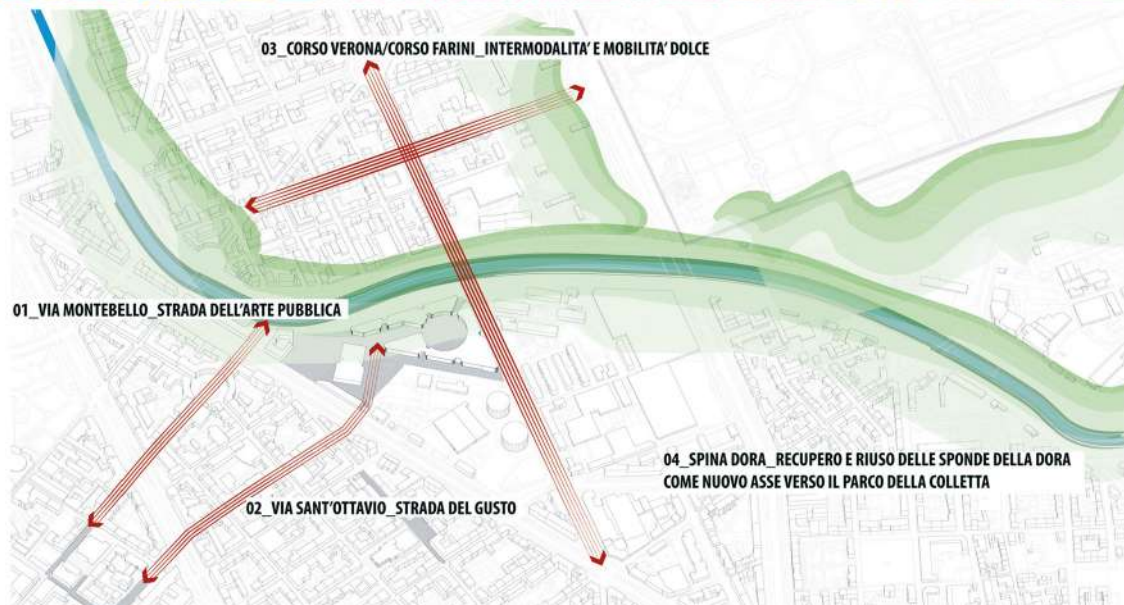 03_CORSO VERONA/CORSO FARINI_INTERMODALITA' E MOBILITA' DOLCE
01_VIA MONTEBELLO_STRADA DELL'ARTE PUBBLICA
04_SPINA DORA_RECUPERO E RIUSO DELLE SPONDE DELLA DORA
COME NUOVO ASSE VERSO IL PARCO DELLA COLLETTA
02_VIA SANT'OTTAVIO_STRADA DEL GUSTO